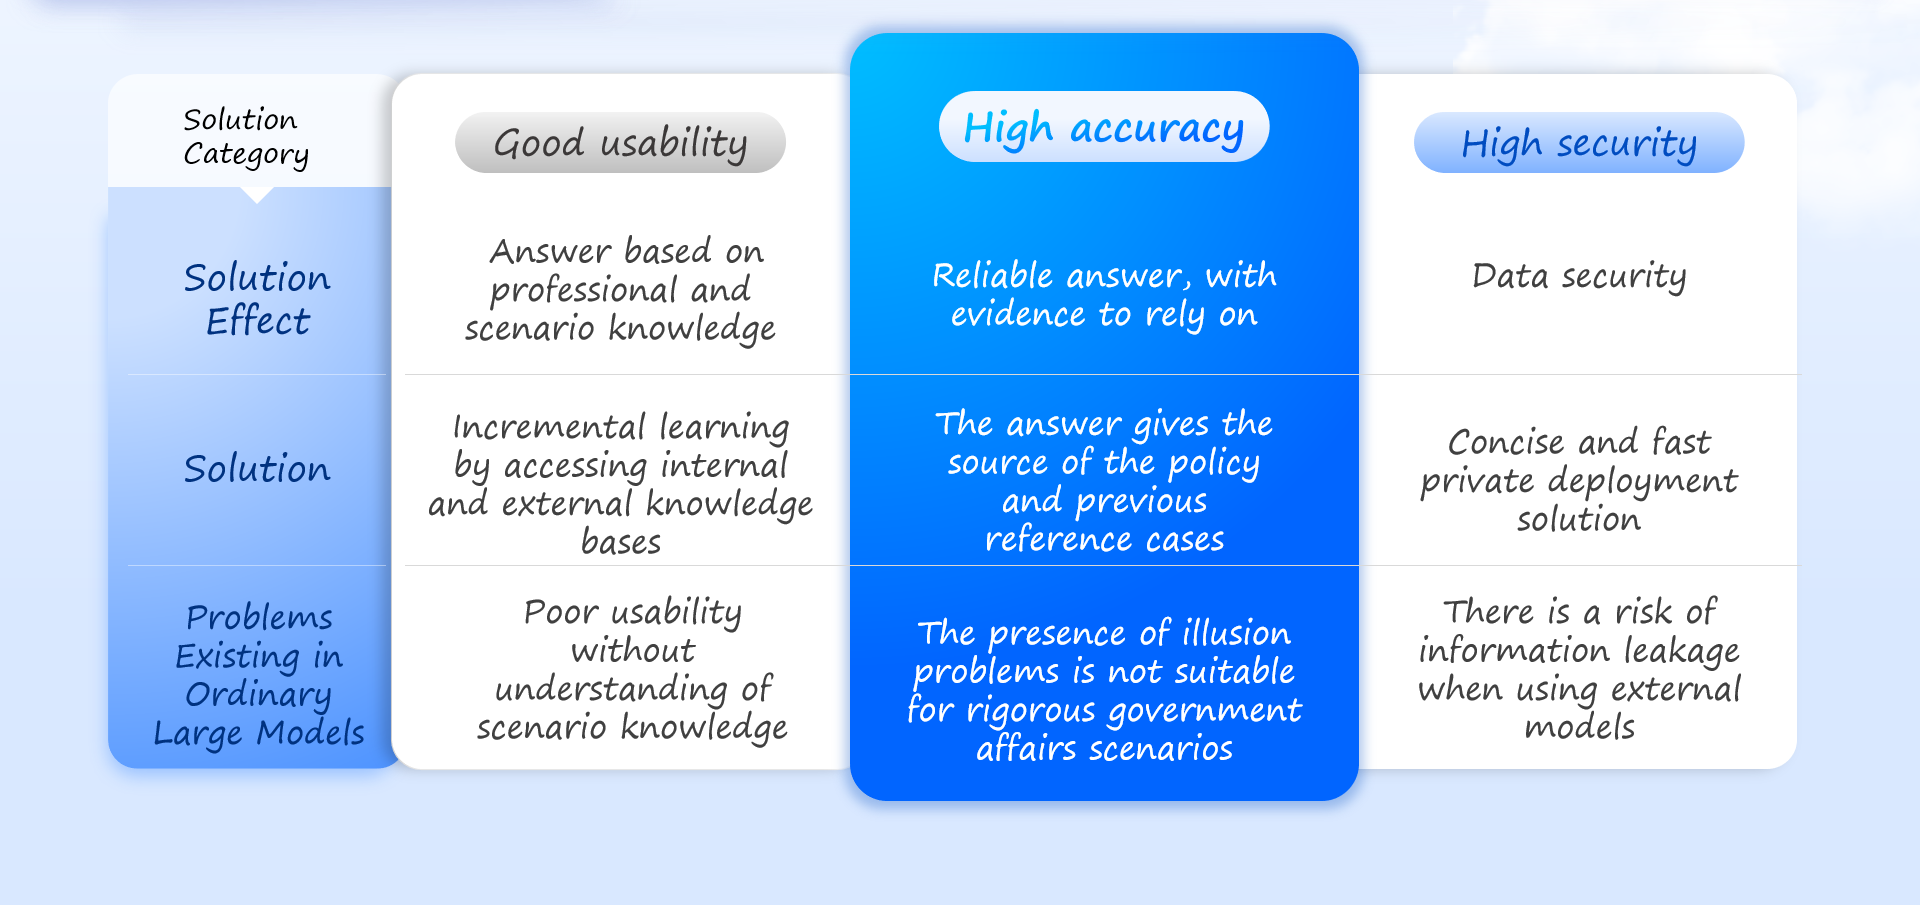 Solution
Category
Good usability
High accuracy
High security
Solution
Effect
Answer based on
professional and
scenario knowledge
Reliable answer, with
evidence to rely on
Data security
Solution
Incremental learning
by accessing internal
and external knowledge
bases
The answer gives the
source of the policy
and previous
reference cases
Concise and fast
private deployment
solution
Problems
Existing in
Ordinary
Large Models
Poor usability
without
understanding of
scenario knowledge
The presence of illusion
problems is not suitable
for rigorous government
affairs scenarios
There is a risk of
information leakage
when using external
models